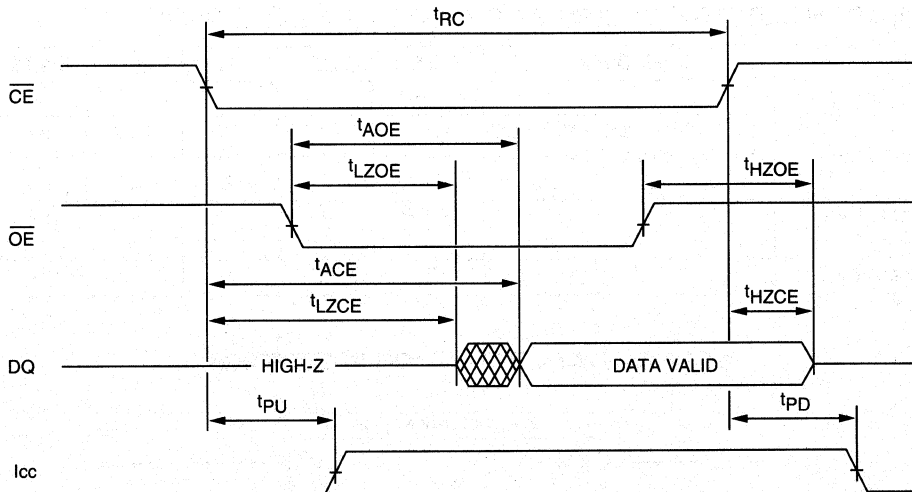 tRC
CE
tAOE
tLZOE
tHZOE
OE
tACE
tLZCE
tHZCE
DQ
HIGH-Z
DATA VALID
tPU
tPD
Icc